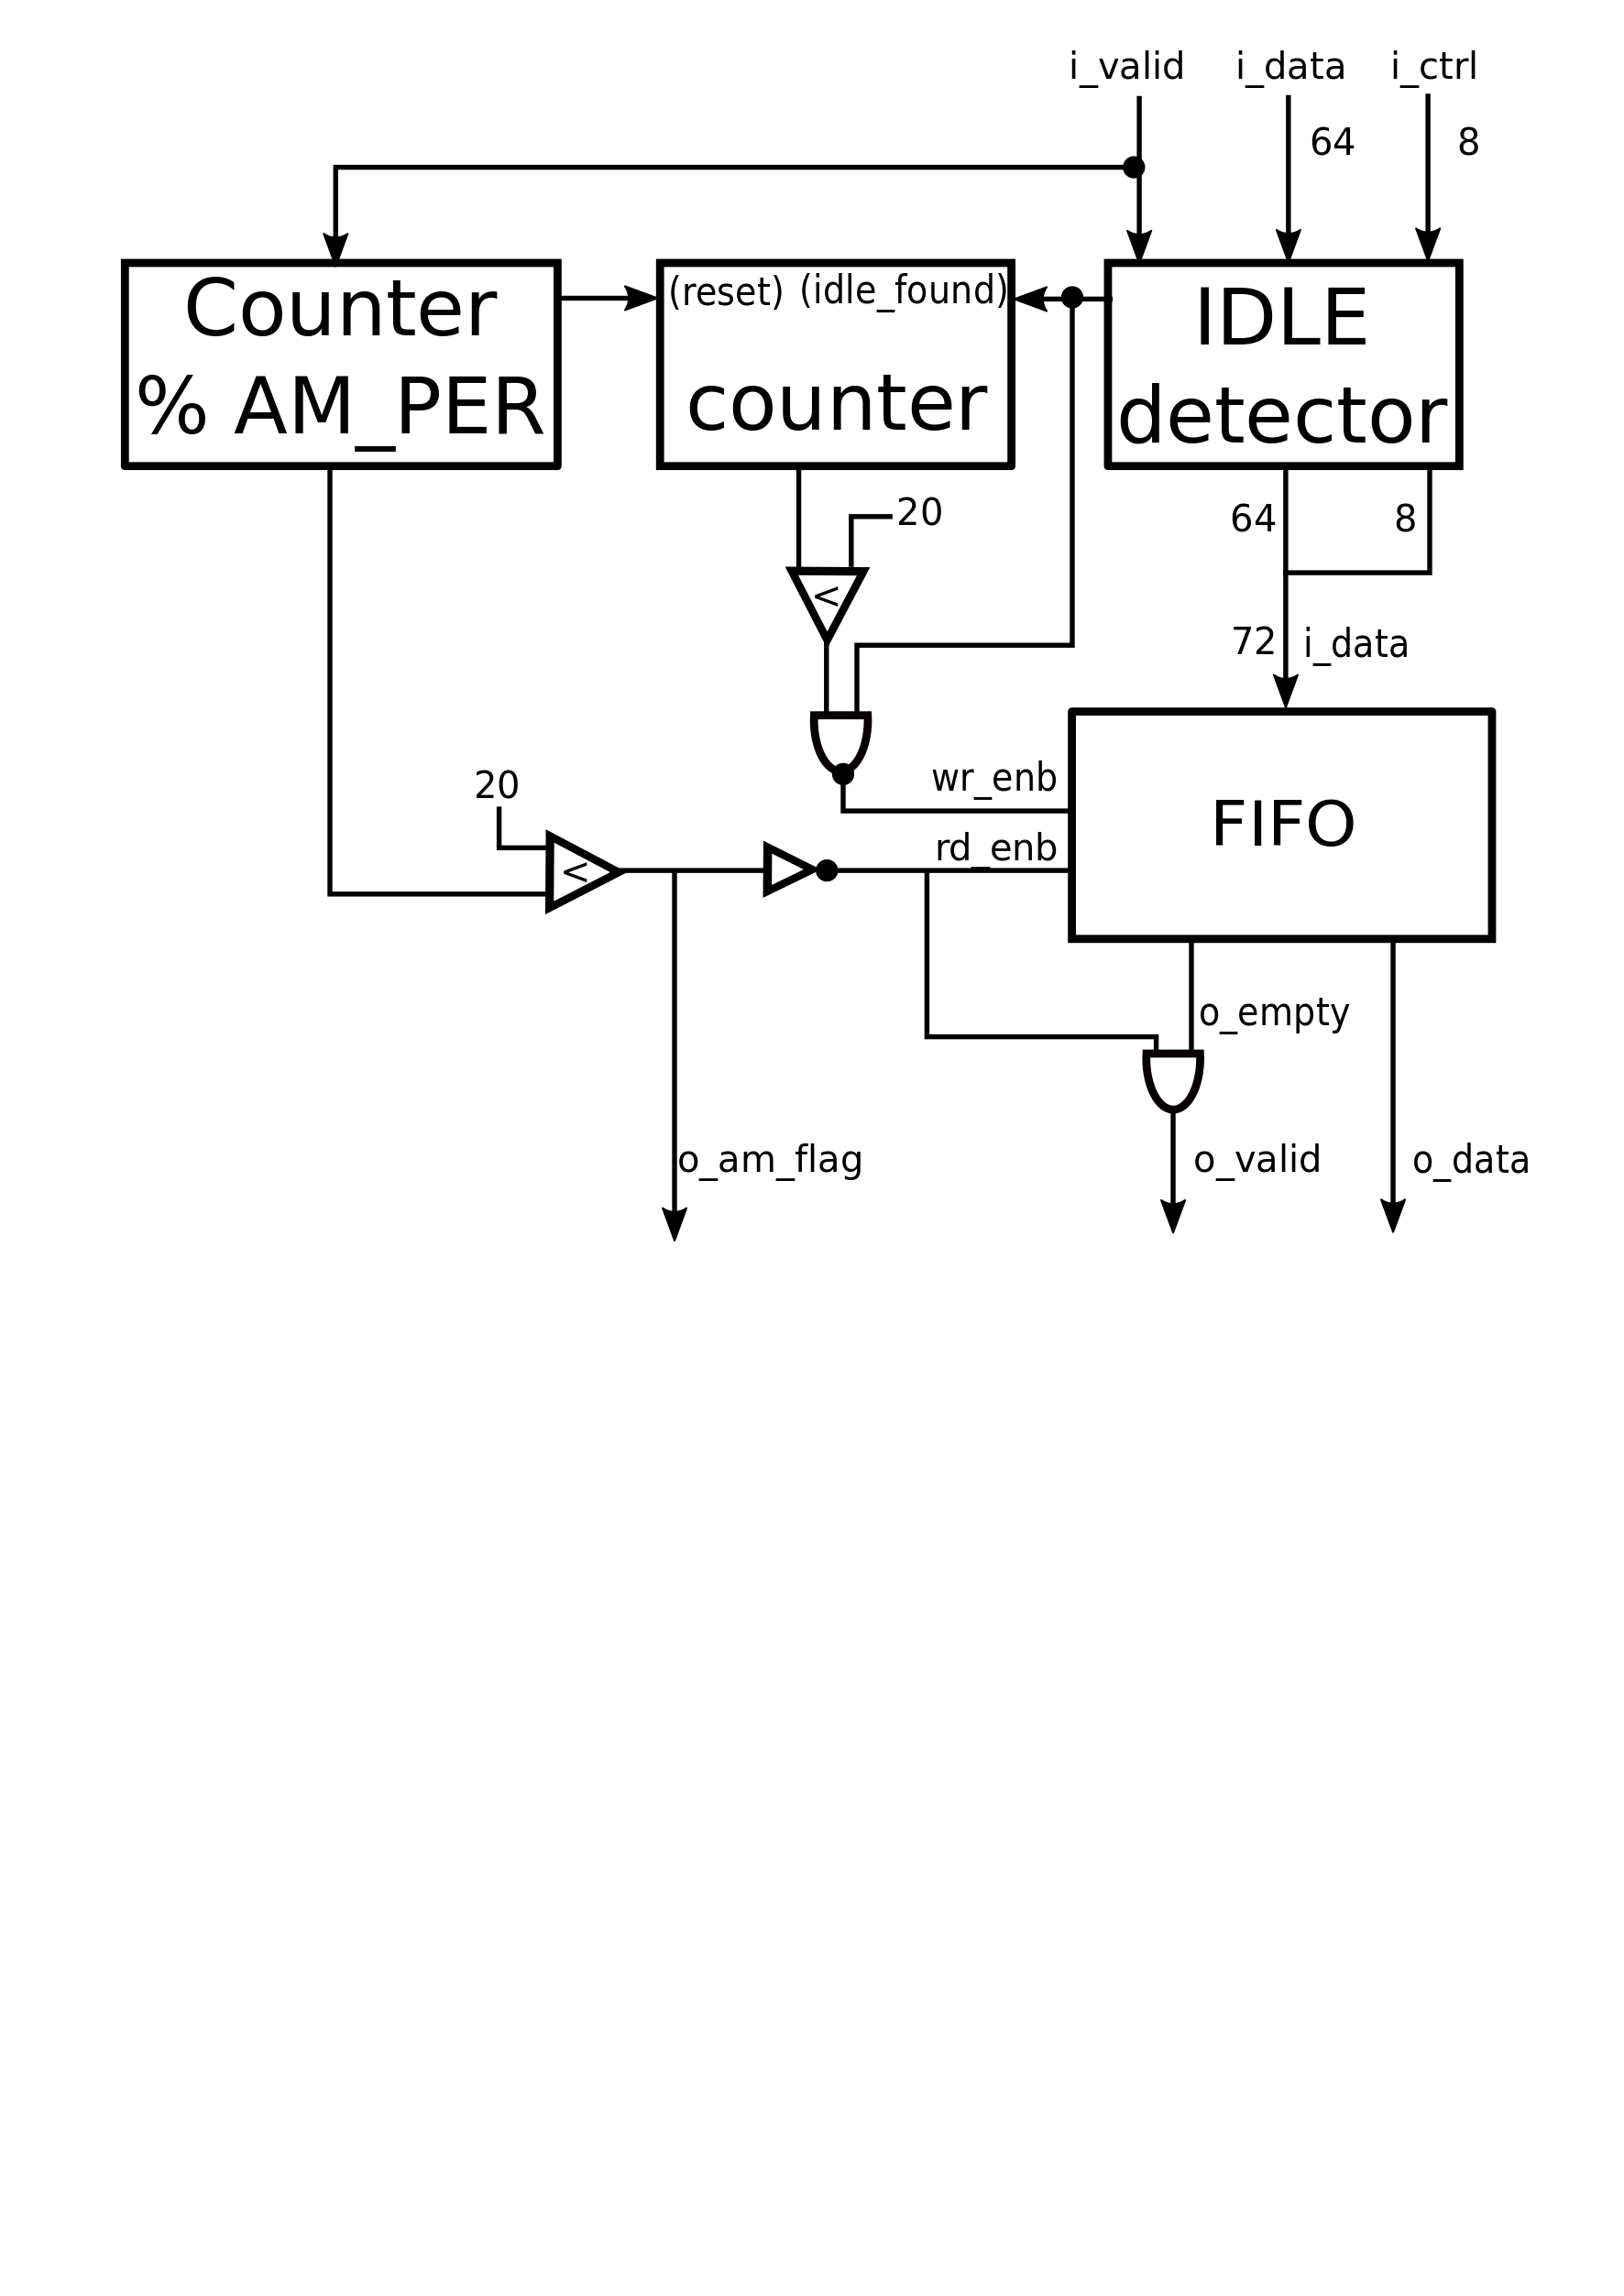 i_valid i_data i_ctrl
64 8
Counter
% AM_PER
(reset) (idle_found)
counter
IDLE
detector
20
64 8
<
72 i_data
20
wr_enb
rd_enb
FIFO
<
o_empty
o_am_flag
o_valid
o_data